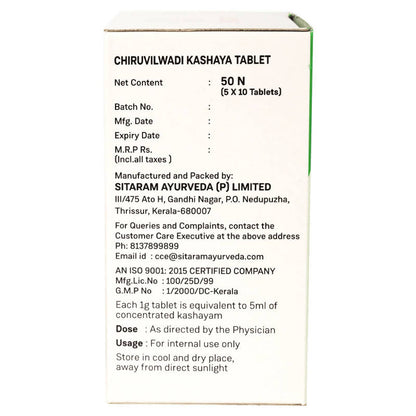 CHIRUVILWADI KASHAYA TABLET
Net Content : 50 N
(5 X 10 Tablets)
Batch No. :
Mfg. Date :
Expiry Date :
M.R.P Rs. :
(Incl.all taxes )
Manufactured and Packed by:
SITARAM AYURVEDA (P) LIMITED
III/475 Ato H, Gandhi Nagar, P.O. Nedupuzha,
Thrissur, Kerala-680007
For Queries and Complaints, contact the
Customer Care Executive at the above address
Ph: 8137899899
Email id : cce@sitaramayurveda.com
AN ISO 9001: 2015 CERTIFIED COMPANY
Mfg.Lic.No : 100/25D/99
G.M.P No : 1/2000/DC-Kerala
Each 1g tablet is equivalent to 5ml of
concentrated kashayam
Dose : As directed by the Physician
Usage : For internal use only
Store in cool and dry place,
away from direct sunlight